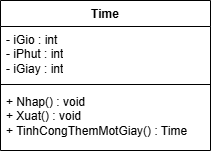 Time
- iGio : int
- iPhut : int
- iGiay : int
+ Nhap() : void
+ Xuat() : void
+ TinhCongThemMotGiay() : Time